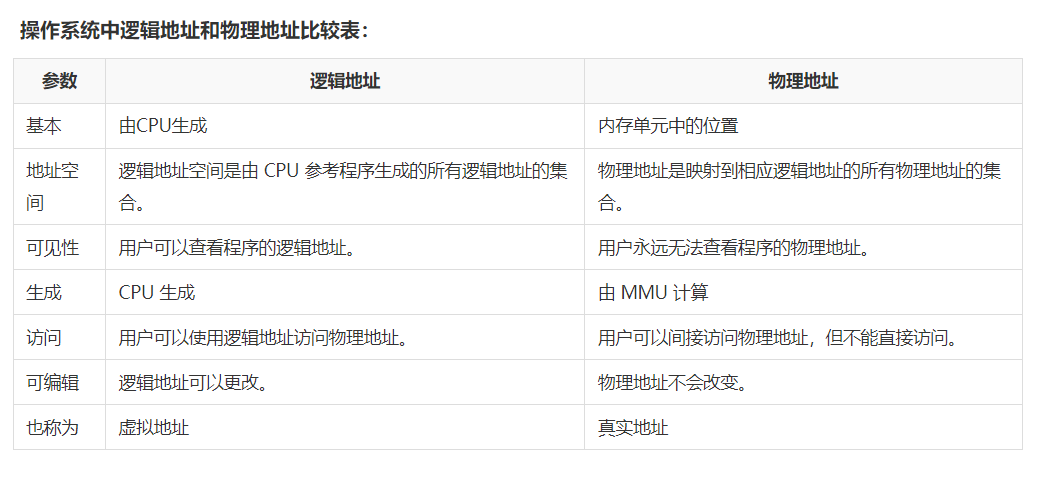 操作系统中逻辑地址和物理地址比较表：
参数 逻辑地址 物理地址
基本 由CPU生成 内存单元中的位置
地址空 逻辑地址空间是由 CPU 参考程序生成的所有逻辑地址的集 物理地址是映射到相应逻辑地址的所有物理地址的集
间 合。 合。
可见性 用户可以查看程序的逻辑地址。 用户永远无法查看程序的物理地址。
生成 CPU 生成 由 MMU 计算
访问 用户可以使用逻辑地址访问物理地址。 用户可以间接访问物理地址，但不能直接访问。
可编辑 逻辑地址可以更改。 物理地址不会改变。
也称为 虚拟地址 真实地址